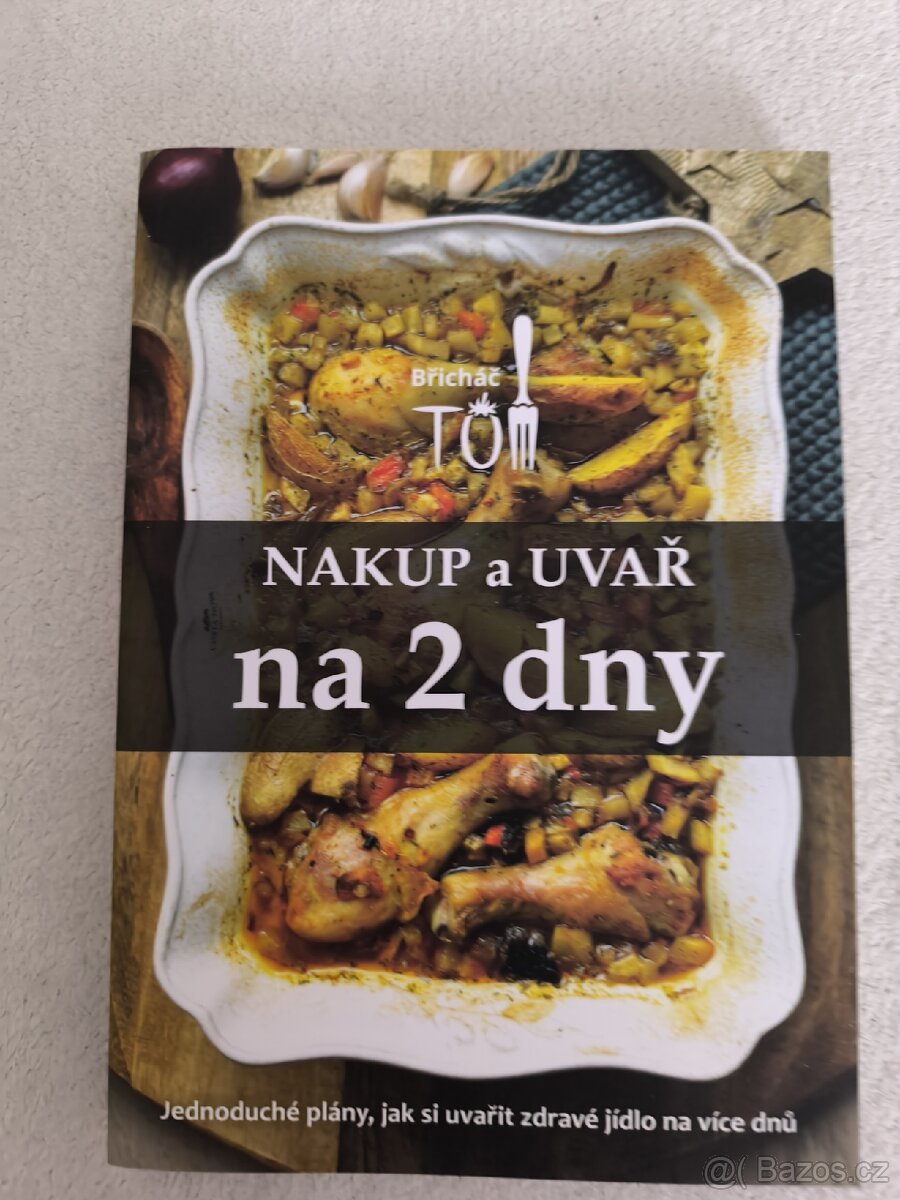 Břicháč
TOM
NAKUP a UVAŘ
na 2 dny
Jednoduché plány, jak si uvařit zdravé jídlo na více dnů
@( Bazos.cz